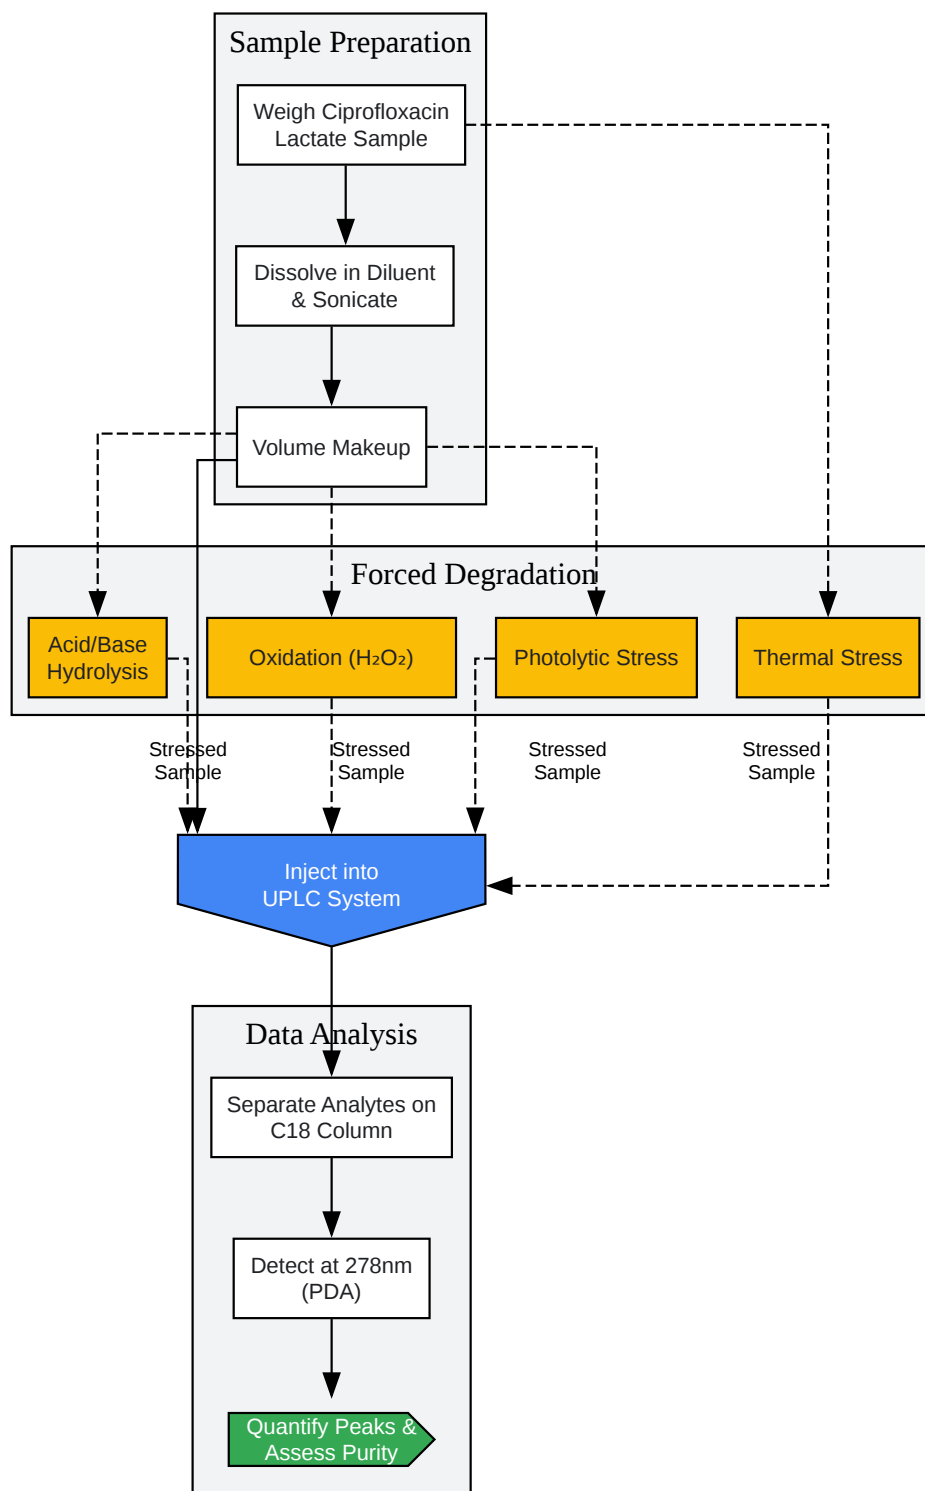 Sample Preparation
Weigh Ciprofloxacin
Lactate Sample
Dissolve in Diluent
& Sonicate
Volume Makeup
Forced Degradation
Acid/Base
Hydrolysis
Oxidation (H₂O₂)
Photolytic Stress
Thermal Stress
Stressed
Sample
Stressed
Sample
Stressed
Sample
Stressed
Sample
Inject into
UPLC System
Data Analysis
Separate Analytes on
C18 Column
Detect at 278nm
(PDA)
Quantify Peaks &
Assess Purity